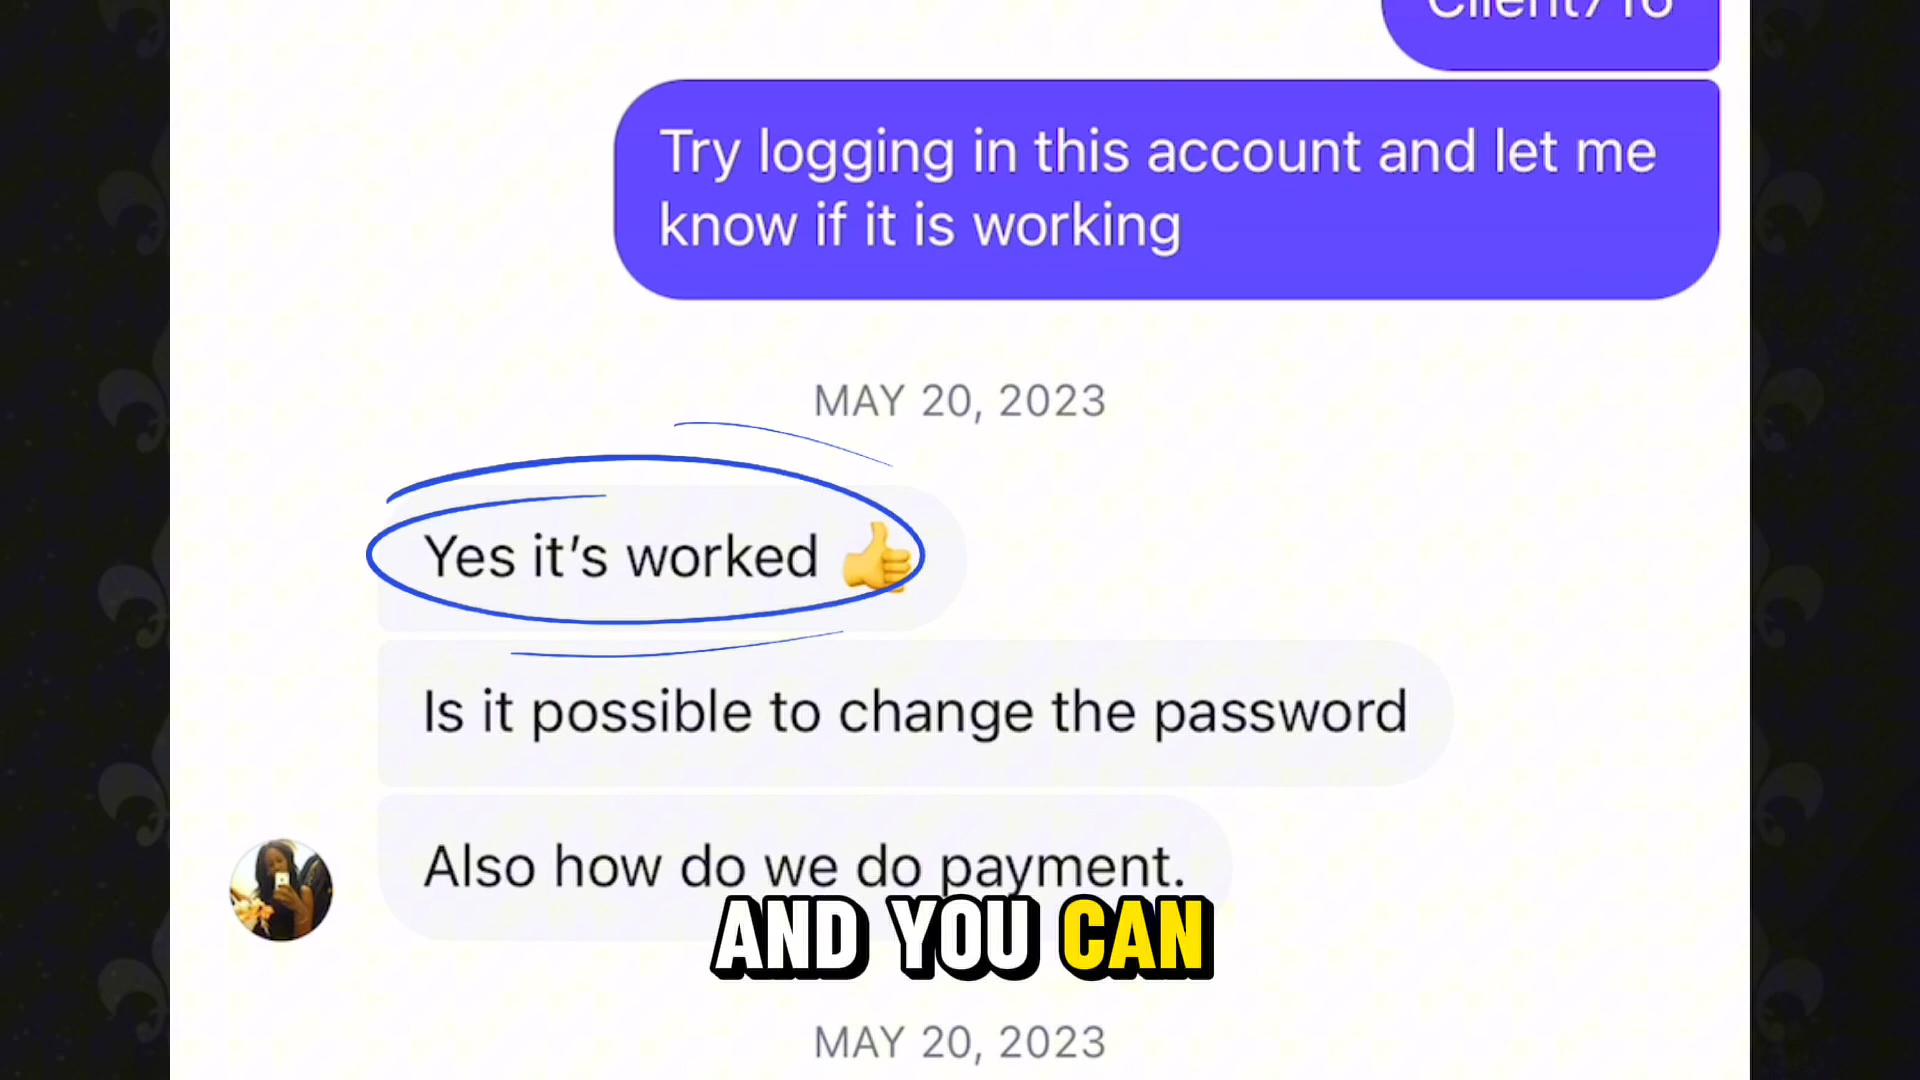 Client716
Try logging in this account and let me
know if it is working
MAY 20, 2023
Yes it’s worked 👍
Is it possible to change the password
Also how do we do payment.
AND YOU CAN
MAY 20, 2023